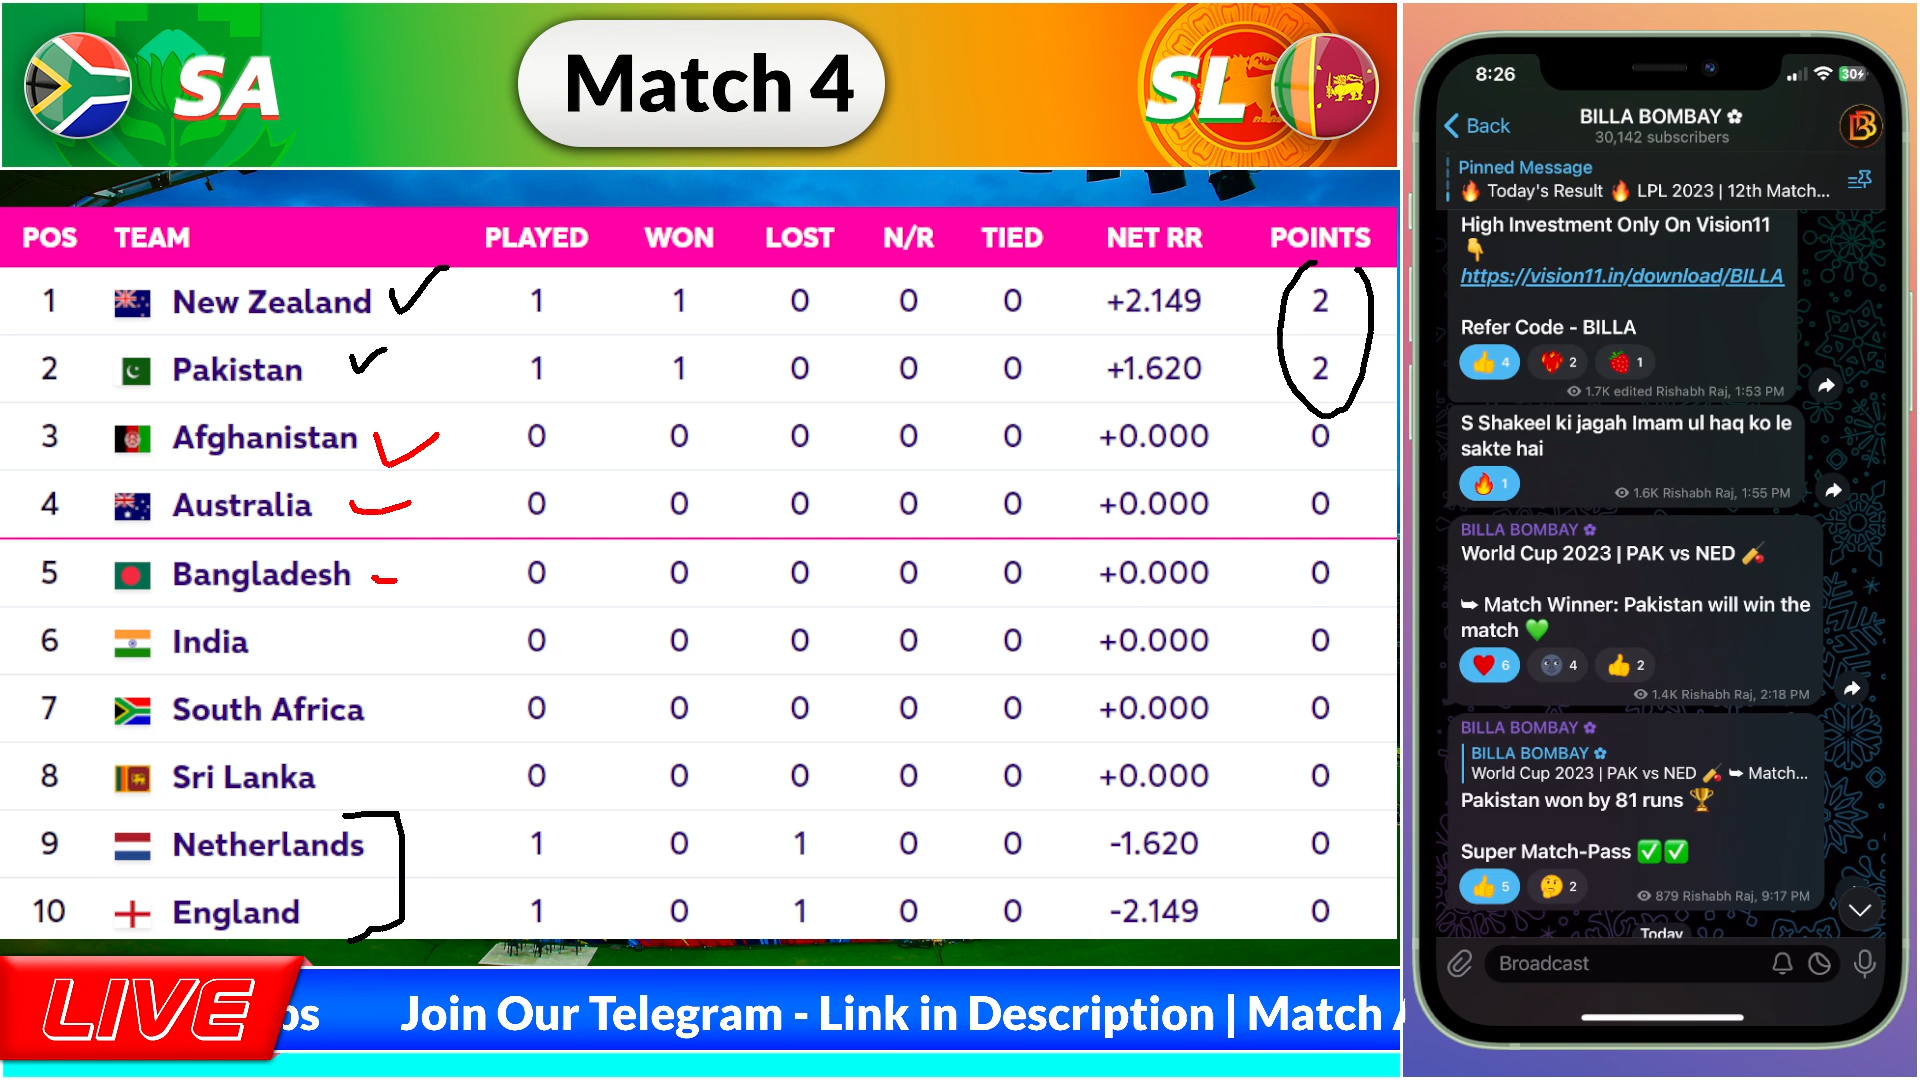 SA
Match 4
SL
POS TEAM PLAYED WON LOST N/R TIED NET RR POINTS
1 New Zealand 1 1 0 0 0 +2.149 2
2 Pakistan 1 1 0 0 0 +1.620 2
3 Afghanistan 0 0 0 0 0 +0.000 0
4 Australia 0 0 0 0 0 +0.000 0
5 Bangladesh 0 0 0 0 0 +0.000 0
6 India 0 0 0 0 0 +0.000 0
7 South Africa 0 0 0 0 0 +0.000 0
8 Sri Lanka 0 0 0 0 0 +0.000 0
9 Netherlands 1 0 1 0 0 -1.620 0
10 England 1 0 1 0 0 -2.149 0
LIVE
Join Our Telegram - Link in Description | Match
8:26
30
Back
BILLA BOMBAY ✿
30,142 subscribers
Pinned Message
🔥 Today's Result 🔥 LPL 2023 | 12th Match...
High Investment Only On Vision11
👇
https://vision11.in/download/BILLA
Refer Code - BILLA
👍 4 ❤️‍🔥 2 🍓 1
1.7K edited Rishabh Raj, 1:53 PM
S Shakeel ki jagah Imam ul haq ko le
sakte hai
🔥 1
1.6K Rishabh Raj, 1:55 PM
BILLA BOMBAY ✿
World Cup 2023 | PAK vs NED 🏏
➥ Match Winner: Pakistan will win the
match 💚
❤️ 6 🌚 4 👍 2
1.4K Rishabh Raj, 2:18 PM
BILLA BOMBAY ✿
BILLA BOMBAY ✿
World Cup 2023 | PAK vs NED 🏏 ➥ Match...
Pakistan won by 81 runs 🏆
Super Match-Pass ✅✅
👍 5 🤔 2
879 Rishabh Raj, 9:17 PM
Today
Broadcast